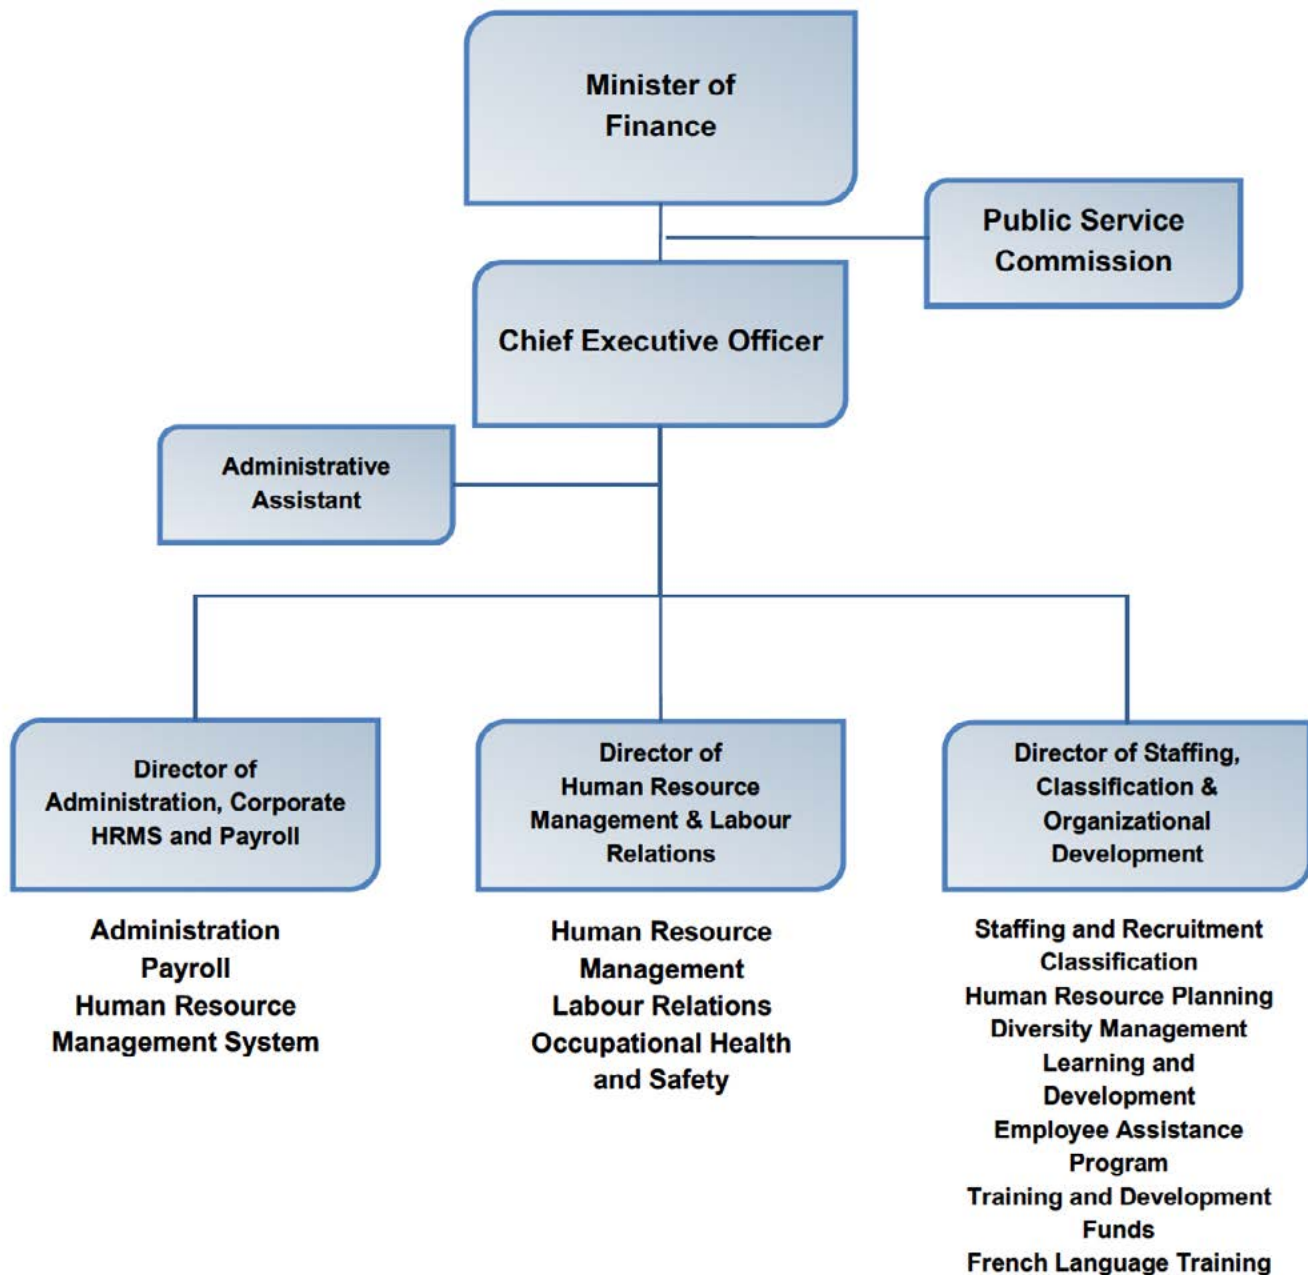 Minister of
Finance
Public Service
Commission
Chief Executive Officer
Administrative
Assistant
Director of
Administration, Corporate
HRMS and Payroll
Director of
Human Resource
Management & Labour
Relations
Director of Staffing,
Classification &
Organizational
Development
Administration
Payroll
Human Resource
Management System
Human Resource
Management
Labour Relations
Occupational Health
and Safety
Staffing and Recruitment
Classification
Human Resource Planning
Diversity Management
Learning and
Development
Employee Assistance
Program
Training and Development
Funds
French Language Training